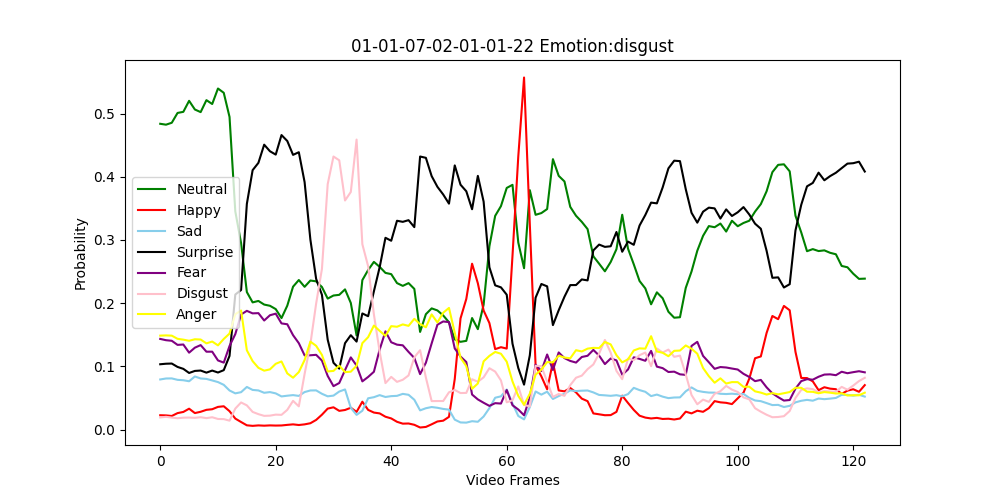 01-01-07-02-01-01-22 Emotion:disgust
Probability
0.5
0.4
0.3
0.2
0.1
0.0
Neutral
Happy
Sad
Surprise
Fear
Disgust
Anger
0 20 40 60 80 100 120
Video Frames